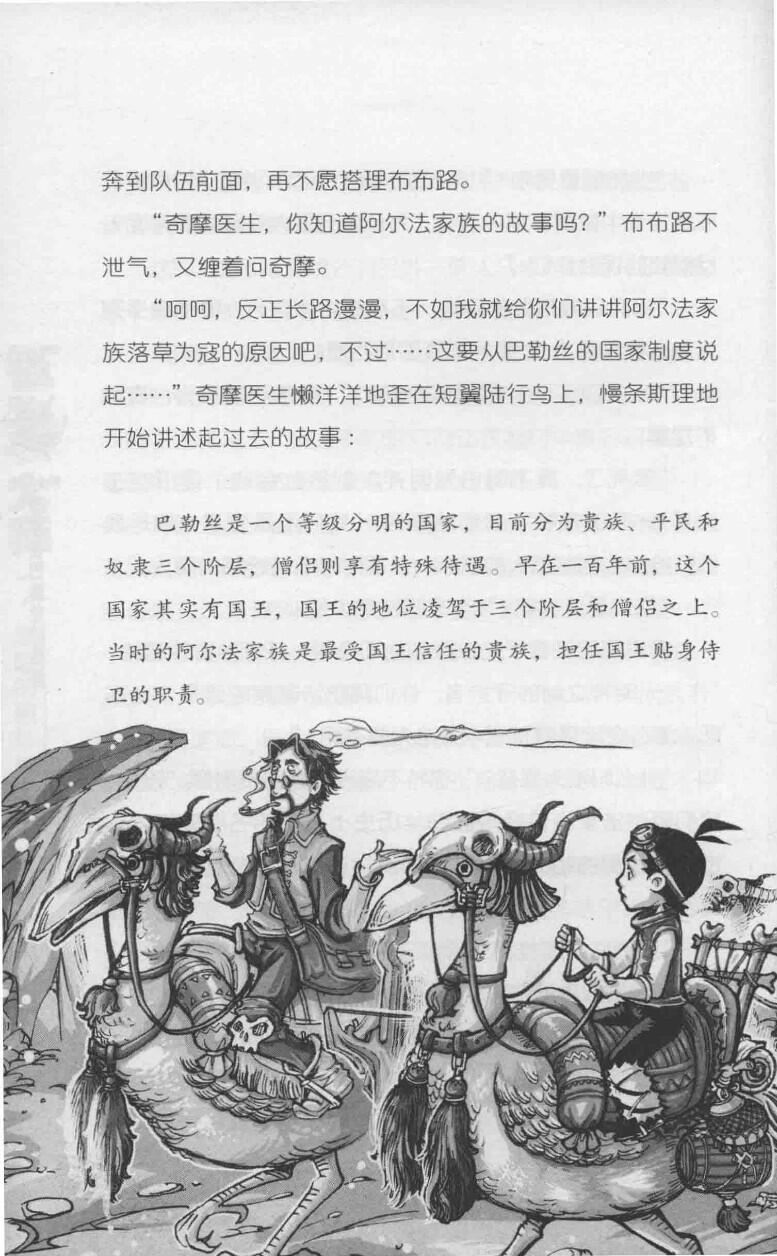 奔到队伍前面，再不愿搭理布布路。
“奇摩医生，你知道阿尔法家族的故事吗？”布布路不
泄气，又缠着问奇摩。
“呵呵，反正长路漫漫，不如我就给你们讲讲阿尔法家
族落草为寇的原因吧，不过……这要从巴勒丝的国家制度说
起……”奇摩医生懒洋洋地歪在短翼陆行鸟上，慢条斯理地
开始讲述起过去的故事：
巴勒丝是一个等级分明的国家，目前分为贵族、平民和
奴隶三个阶层，僧侣则享有特殊待遇。早在一百年前，这个
国家其实有国王，国王的地位凌驾于三个阶层和僧侣之上。
当时的阿尔法家族是最受国王信任的贵族，担任国王贴身侍
卫的职责。